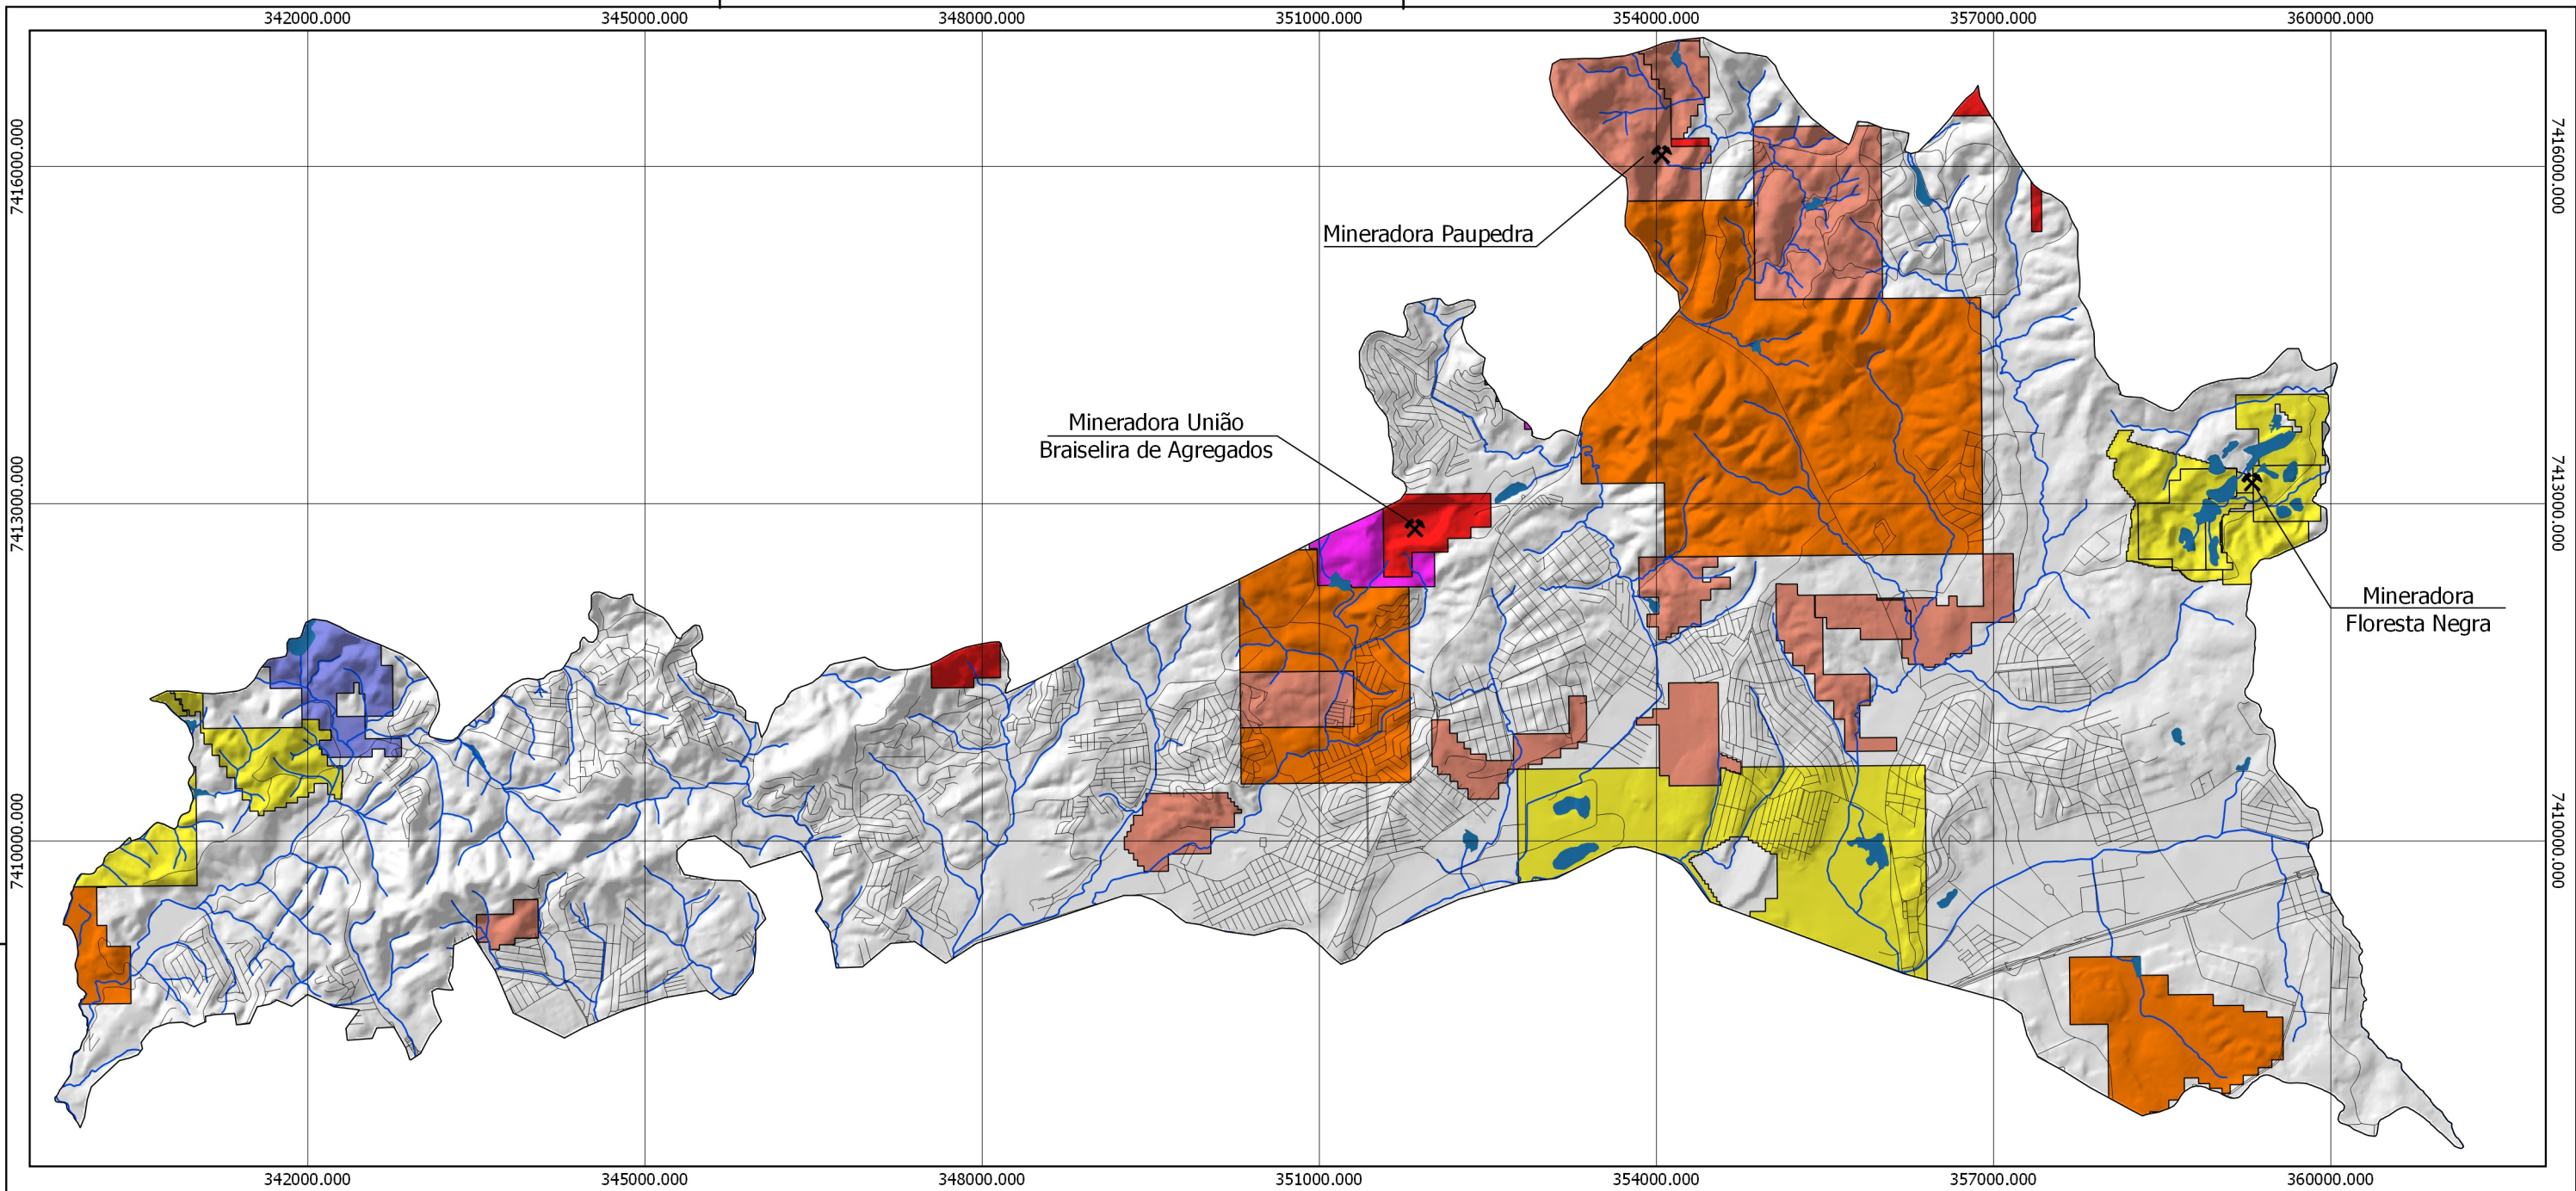 342000.000 345000.000 348000.000 351000.000 354000.000 357000.000 360000.000
7416000.000 7416000.000
Mineradora Paupedra
Mineradora União
Braiselira de Agregados
7413000.000 7413000.000
Mineradora
Floresta Negra
7410000.000 7410000.000
342000.000 345000.000 348000.000 351000.000 354000.000 357000.000 360000.000